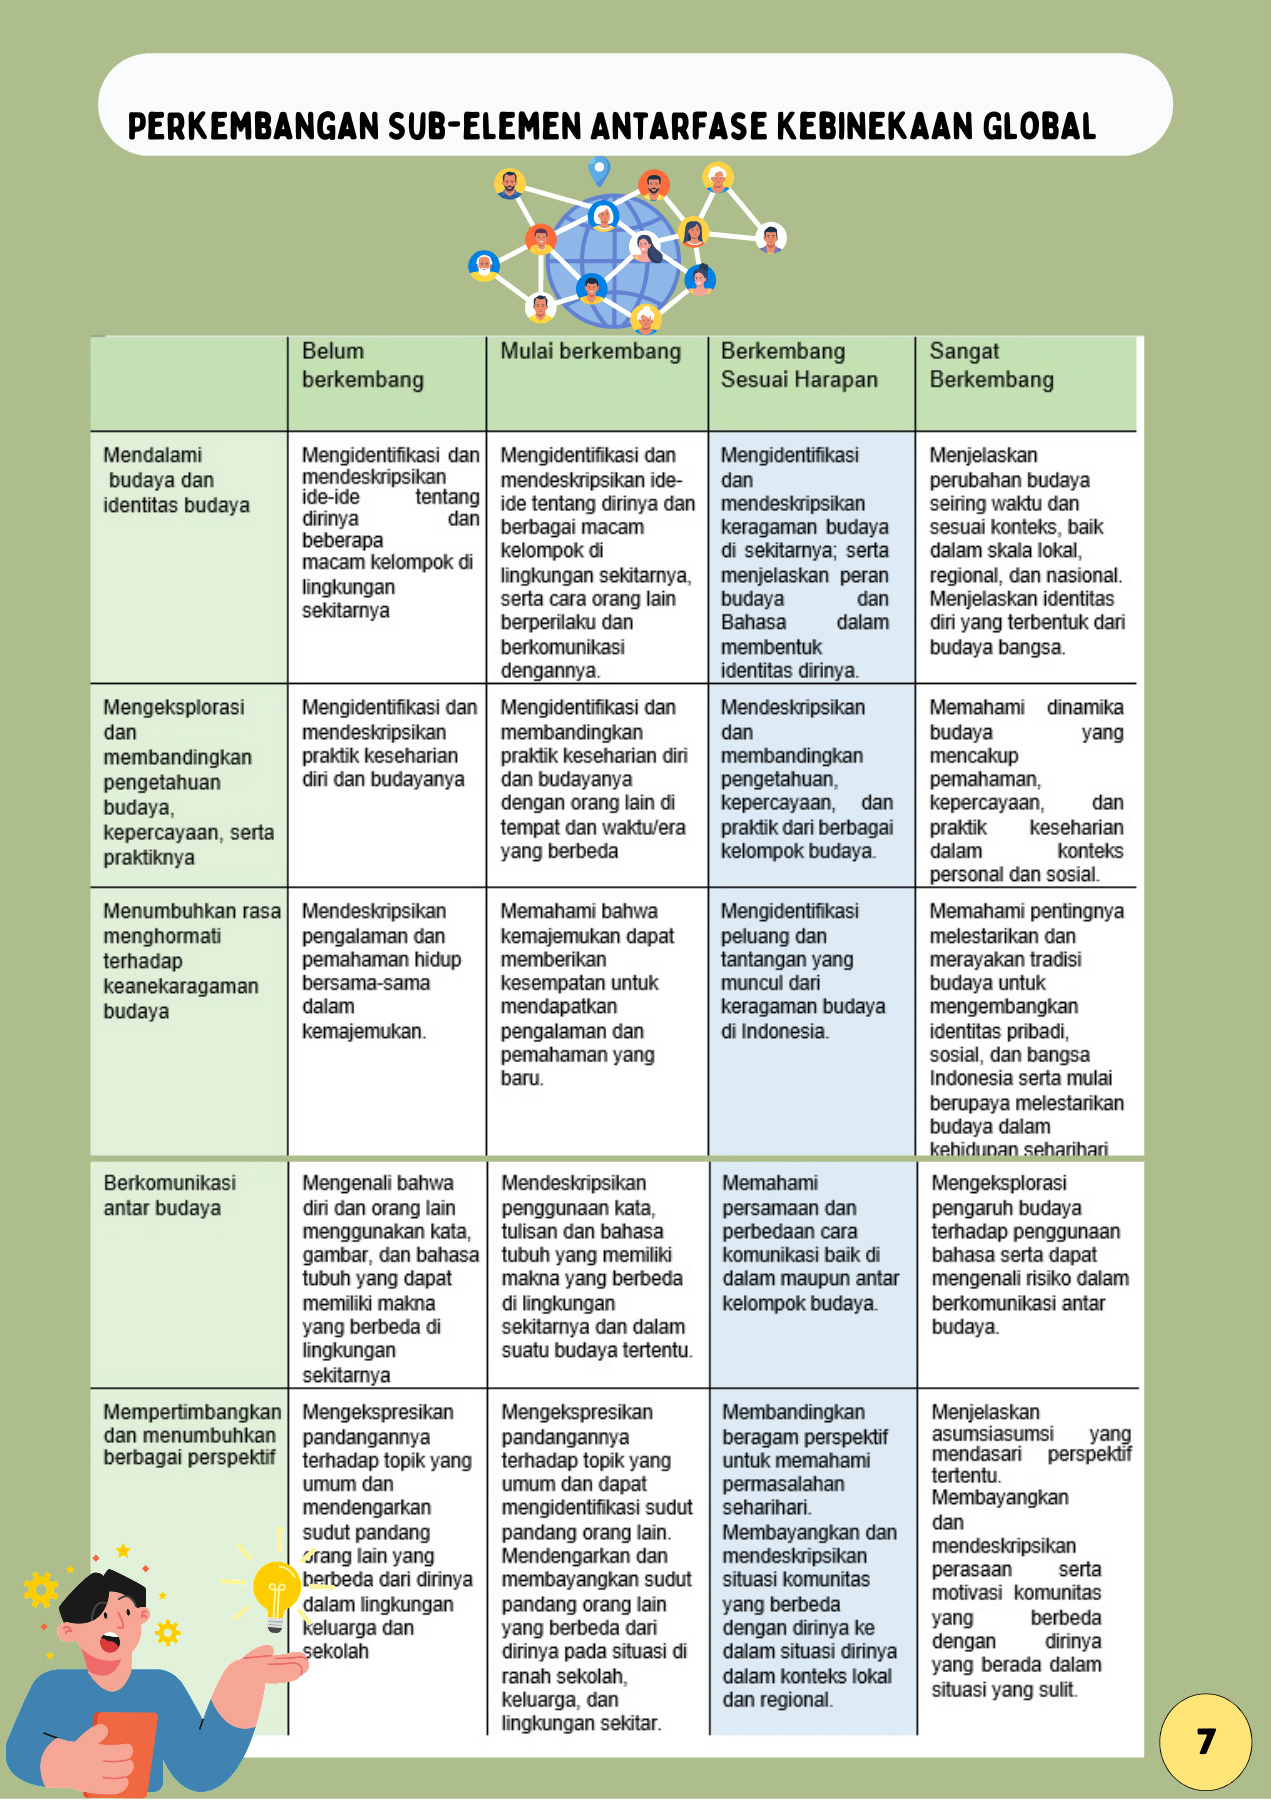 PERKEMBANGAN SUB-ELEMEN ANTARFASE KEBINEKAAN GLOBAL
Belum
berkembang
Mulai berkembang
Berkembang
Sesuai Harapan
Sangat
Berkembang
Mendalami
budaya dan
identitas budaya
Mengidentifikasi dan
mendeskripsikan
ide-ide tentang
dirinya dan
beberapa
macam kelompok di
lingkungan
sekitarnya
Mengidentifikasi dan
mendeskripsikan ide-
ide tentang dirinya dan
berbagai macam
kelompok di
lingkungan sekitarnya,
serta cara orang lain
berperilaku dan
berkomunikasi
dengannya.
Mengidentifikasi
dan
mendeskripsikan
keragaman budaya
di sekitarnya; serta
menjelaskan peran
budaya dan
Bahasa dalam
membentuk
identitas dirinya.
Menjelaskan
perubahan budaya
seiring waktu dan
sesuai konteks, baik
dalam skala lokal,
regional, dan nasional.
Menjelaskan identitas
diri yang terbentuk dari
budaya bangsa.
Mengeksplorasi
dan
membandingkan
pengetahuan
budaya,
kepercayaan, serta
praktiknya
Mengidentifikasi dan
mendeskripsikan
praktik keseharian
diri dan budayanya
Mengidentifikasi dan
membandingkan
praktik keseharian diri
dan budayanya
dengan orang lain di
tempat dan waktu/era
yang berbeda
Mendeskripsikan
dan
membandingkan
pengetahuan,
kepercayaan, dan
praktik dari berbagai
kelompok budaya.
Memahami dinamika
budaya yang
mencakup
pemahaman,
kepercayaan, dan
praktik keseharian
dalam konteks
personal dan sosial.
Menumbuhkan rasa
menghormati
terhadap
keanekaragaman
budaya
Mendeskripsikan
pengalaman dan
pemahaman hidup
bersama-sama
dalam
kemajemukan.
Memahami bahwa
kemajemukan dapat
memberikan
kesempatan untuk
mendapatkan
pengalaman dan
pemahaman yang
baru.
Mengidentifikasi
peluang dan
tantangan yang
muncul dari
keragaman budaya
di Indonesia.
Memahami pentingnya
melestarikan dan
merayakan tradisi
budaya untuk
mengembangkan
identitas pribadi,
sosial, dan bangsa
Indonesia serta mulai
berupaya melestarikan
budaya dalam
kehidupan seharihari
Berkomunikasi
antar budaya
Mengenali bahwa
diri dan orang lain
menggunakan kata,
gambar, dan bahasa
tubuh yang dapat
memiliki makna
yang berbeda di
lingkungan
sekitarnya
Mendeskripsikan
penggunaan kata,
tulisan dan bahasa
tubuh yang memiliki
makna yang berbeda
di lingkungan
sekitarnya dan dalam
suatu budaya tertentu.
Memahami
persamaan dan
perbedaan cara
komunikasi baik di
dalam maupun antar
kelompok budaya.
Mengeksplorasi
pengaruh budaya
terhadap penggunaan
bahasa serta dapat
mengenali risiko dalam
berkomunikasi antar
budaya.
Mempertimbangkan
dan menumbuhkan
berbagai perspektif
Mengekspresikan
pandangannya
terhadap topik yang
umum dan
mendengarkan
sudut pandang
orang lain yang
berbeda dari dirinya
dalam lingkungan
keluarga dan
sekolah
Mengekspresikan
pandangannya
terhadap topik yang
umum dan dapat
mengidentifikasi sudut
pandang orang lain.
Mendengarkan dan
membayangkan sudut
pandang orang lain
yang berbeda dari
dirinya pada situasi di
ranah sekolah,
keluarga, dan
lingkungan sekitar.
Membandingkan
beragam perspektif
untuk memahami
permasalahan
seharihari.
Membayangkan dan
mendeskripsikan
situasi komunitas
yang berbeda
dengan dirinya ke
dalam situasi dirinya
dalam konteks lokal
dan regional.
Menjelaskan
asumsiasumsi yang
mendasari perspektif
tertentu.
Membayangkan
dan
mendeskripsikan
perasaan serta
motivasi komunitas
yang berbeda
dengan dirinya
yang berada dalam
situasi yang sulit.
7